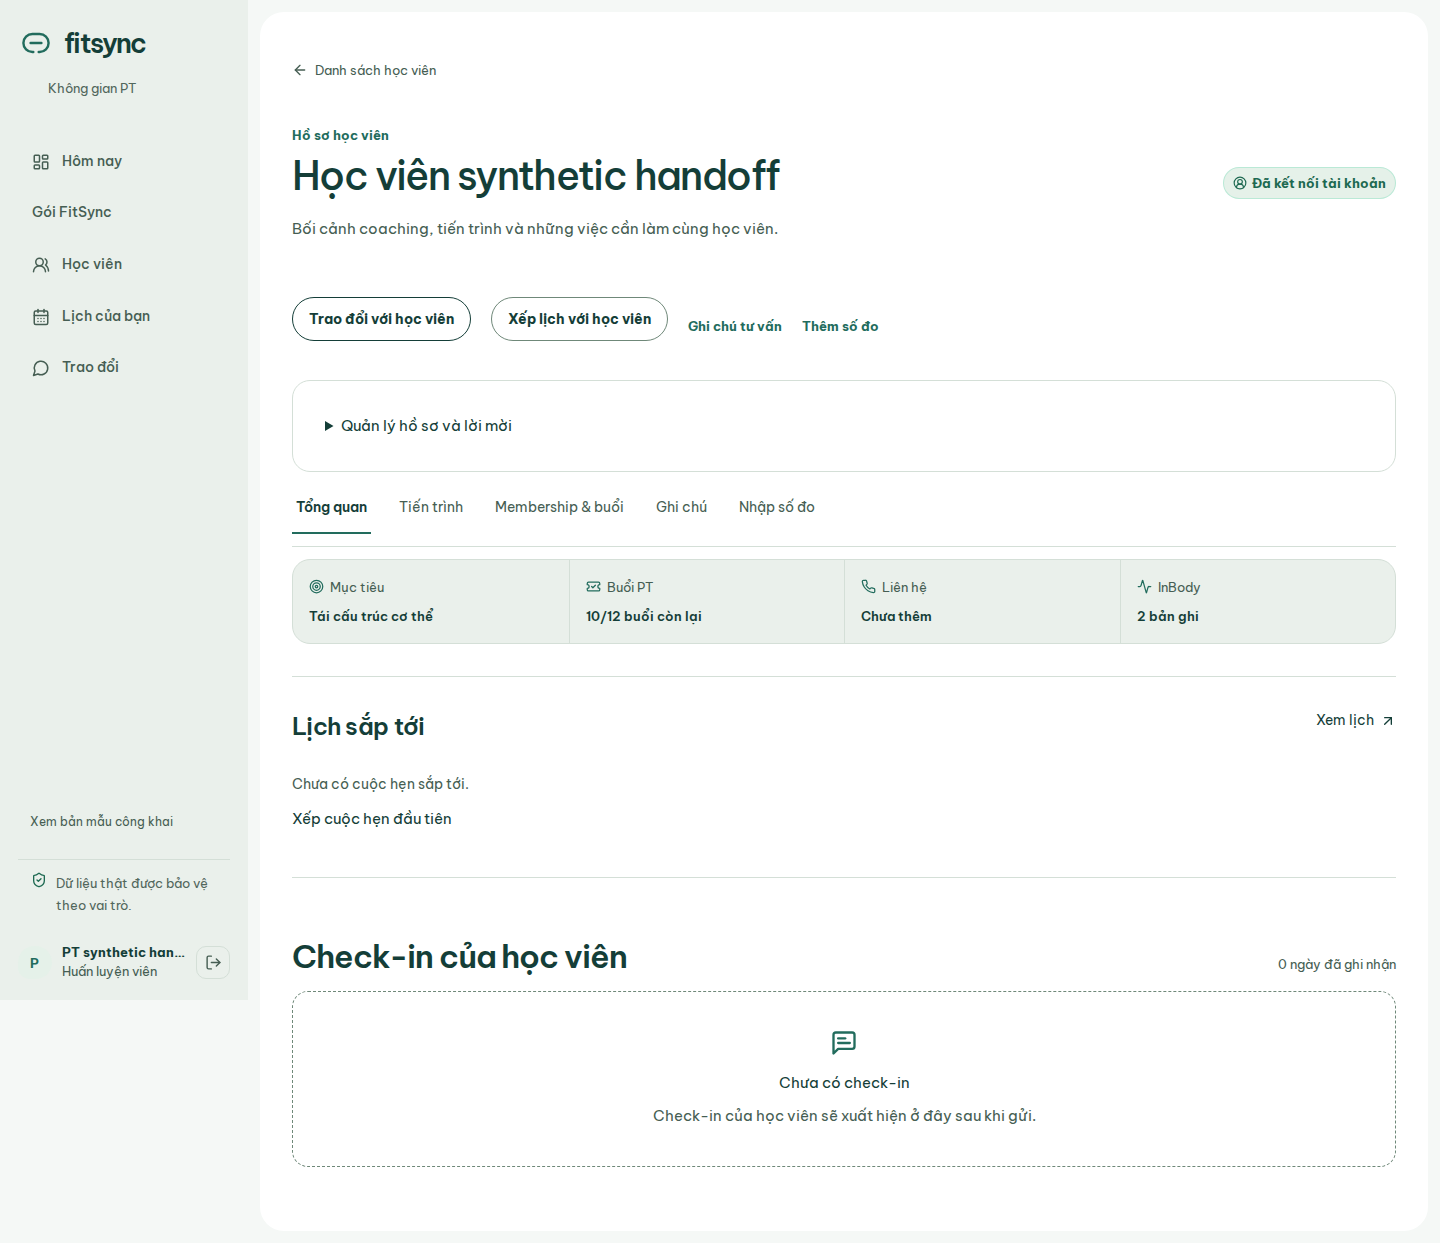 fitsync
Không gian PT
Hôm nay
Gói FitSync
Học viên
Lịch của bạn
Trao đổi
Xem bản mẫu công khai
Dữ liệu thật được bảo vệ
theo vai trò.
P
PT synthetic han...
Huấn luyện viên
Danh sách học viên
Hồ sơ học viên
Học viên synthetic handoff
Đã kết nối tài khoản
Bối cảnh coaching, tiến trình và những việc cần làm cùng học viên.
Trao đổi với học viên
Xếp lịch với học viên
Ghi chú tư vấn
Thêm số đo
Quản lý hồ sơ và lời mời
Tổng quan
Tiến trình
Membership & buổi
Ghi chú
Nhập số đo
Mục tiêu
Tái cấu trúc cơ thể
Buổi PT
10/12 buổi còn lại
Liên hệ
Chưa thêm
InBody
2 bản ghi
Lịch sắp tới
Xem lịch
Chưa có cuộc hẹn sắp tới.
Xếp cuộc hẹn đầu tiên
Check-in của học viên
0 ngày đã ghi nhận
Chưa có check-in
Check-in của học viên sẽ xuất hiện ở đây sau khi gửi.